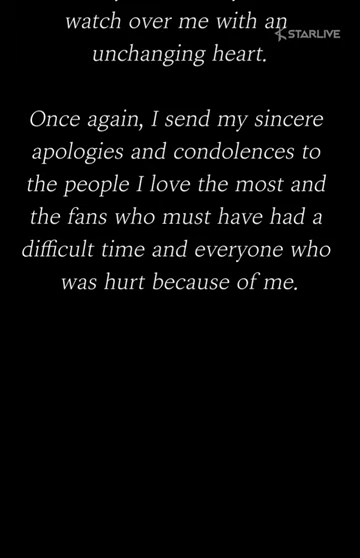 watch over me with an
STARLIVE
unchanging heart.
Once again, I send my sincere
apologies and condolences to
the people I love the most and
the fans who must have had a
difficult time and everyone who
was hurt because of me.